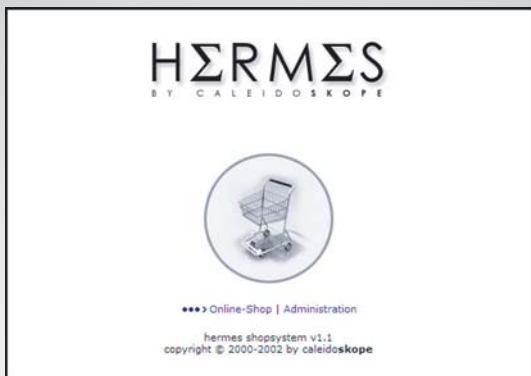 HΣRMΣS
BY CALEIDOSKOPE
Online-Shop | Administration
hermes shopsystem v1.1
copyright © 2000-2002 by caleidoskope